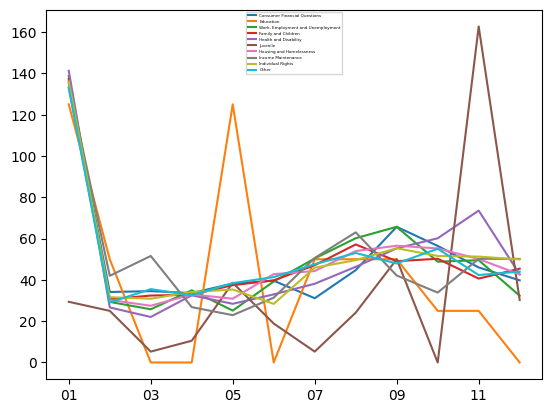 Consumer Financial Questions
Education
Work, Employment and Unemployment
Family and Children
Health and Disability
Juvenile
Housing and Homelessness
Income Maintenance
Individual Rights
Other
160
140
120
100
80
60
40
20
0
01 03 05 07 09 11